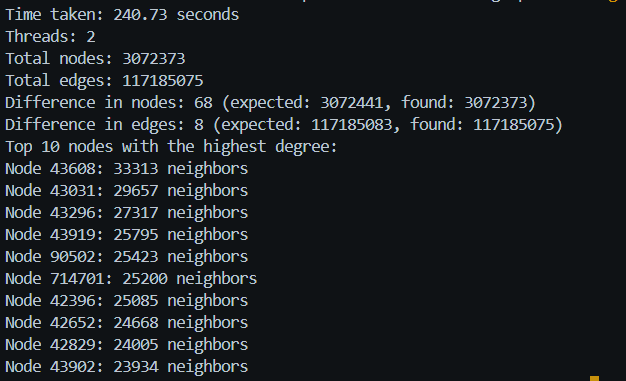 Time taken: 240.73 seconds
Threads: 2
Total nodes: 3072373
Total edges: 117185075
Difference in nodes: 68 (expected: 3072441, found: 3072373)
Difference in edges: 8 (expected: 117185083, found: 117185075)
Top 10 nodes with the highest degree:
Node 43608: 33313 neighbors
Node 43031: 29657 neighbors
Node 43296: 27317 neighbors
Node 43919: 25795 neighbors
Node 90502: 25423 neighbors
Node 714701: 25200 neighbors
Node 42396: 25085 neighbors
Node 42652: 24668 neighbors
Node 42829: 24005 neighbors
Node 43902: 23934 neighbors